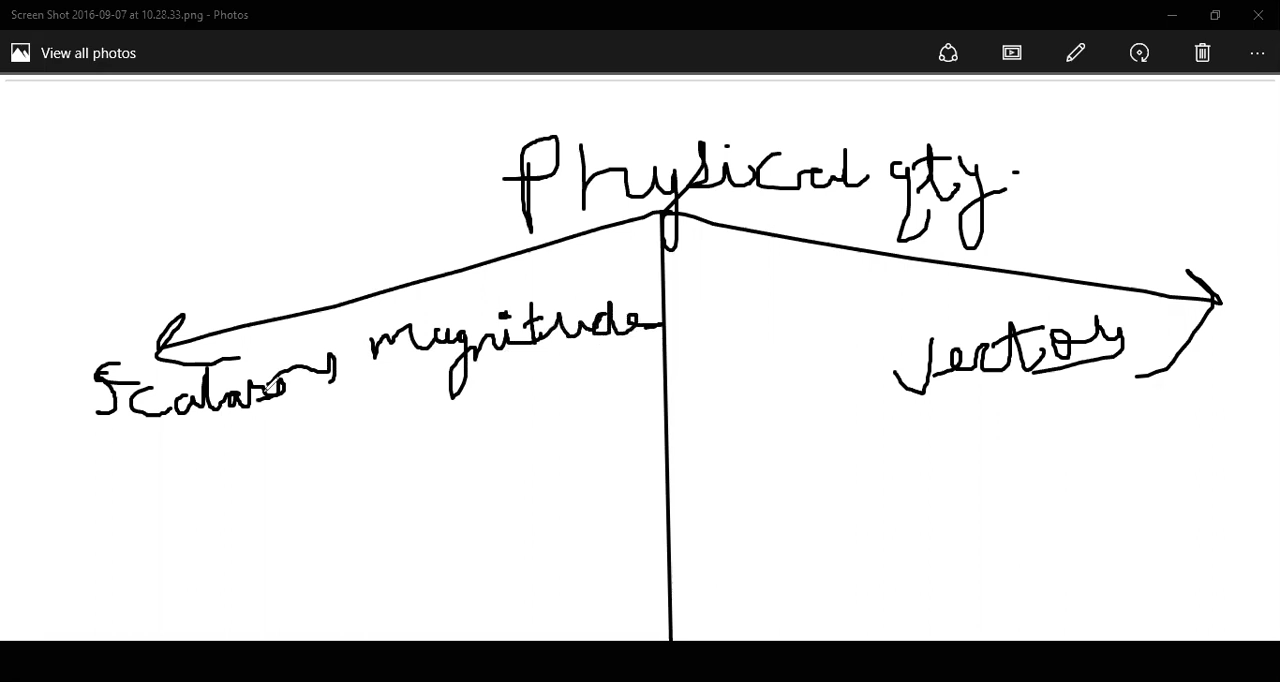 Screen Shot 2016-09-07 at 10.28.33.png - Photos
View all photos
Physical qty.
Scalar → magnitude
Vector